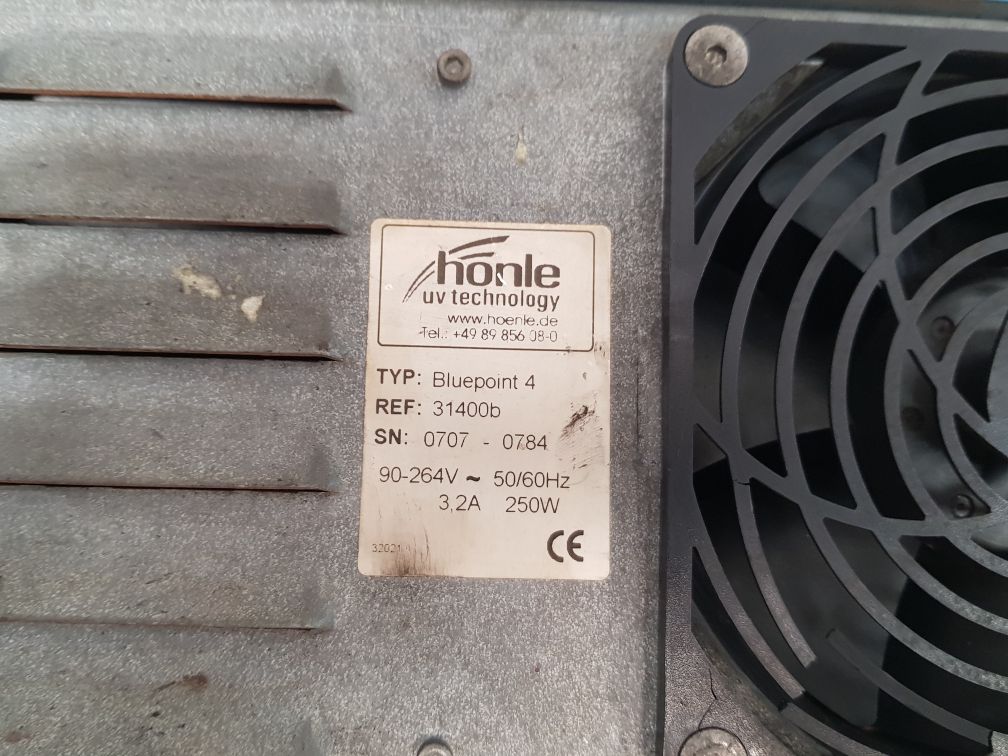 hönle
uv technology
www.hoenle.de
Tel.: +49 89 856 08-0
TYP: Bluepoint 4
REF: 31400b
SN: 0707 - 0784
90-264V ~ 50/60Hz
3,2A 250W
CE